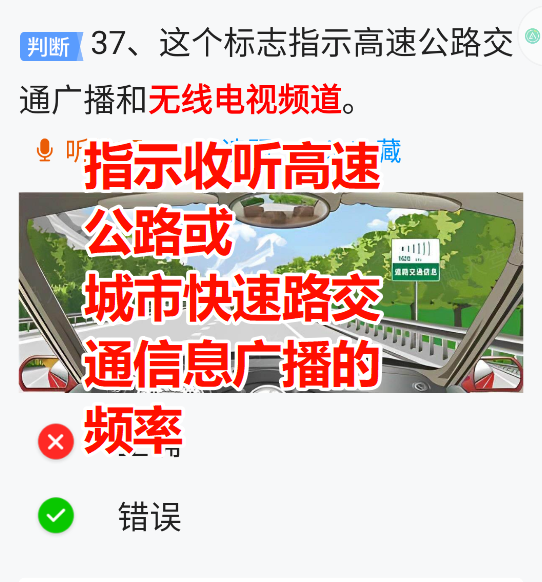 判断 37、这个标志指示高速公路交
通广播和无线电视频道。
听
藏
指示收听高速
公路或
城市快速路交
通信息广播的
频率
1620
道路交通信息
错误